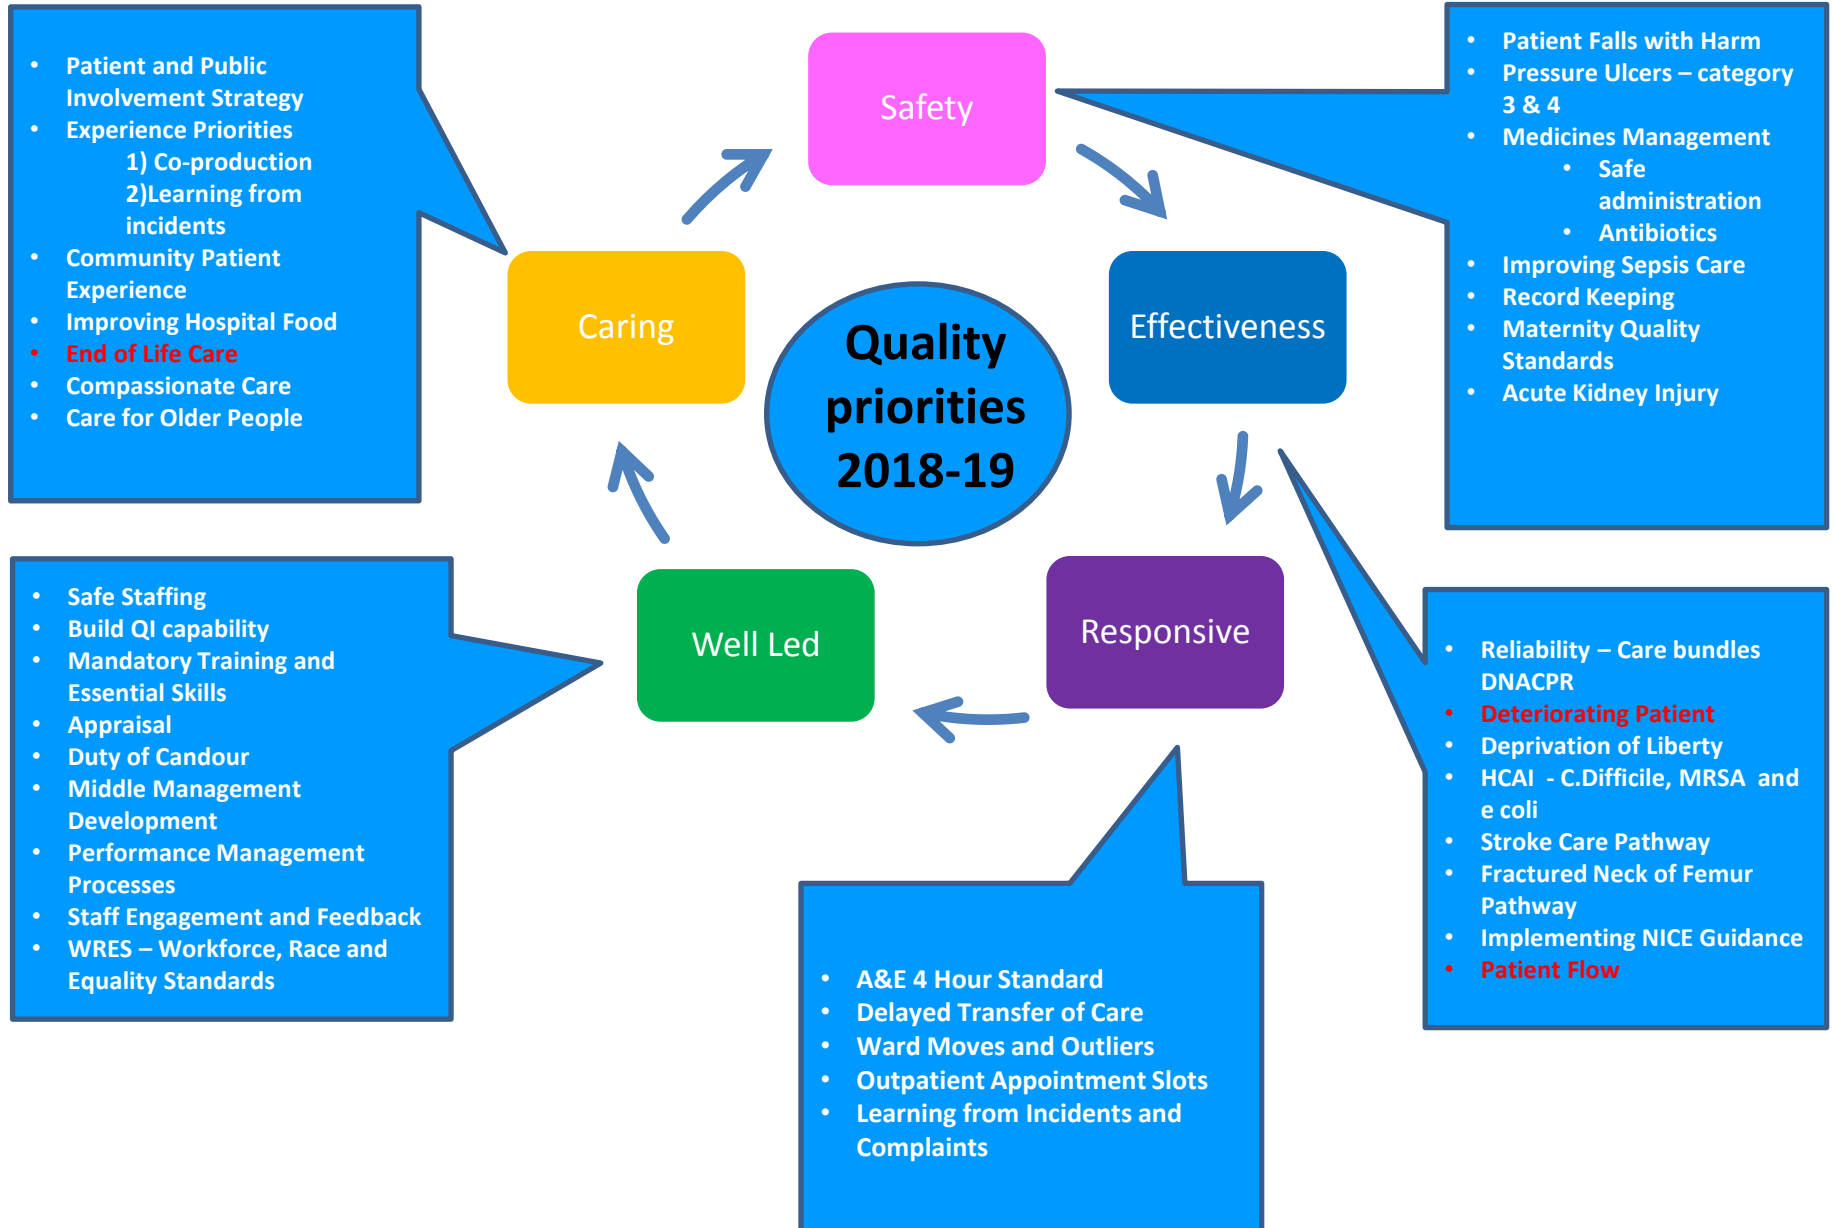 • Patient and Public
Involvement Strategy
• Experience Priorities
1) Co-production
2)Learning from
incidents
• Community Patient
Experience
• Improving Hospital Food
• End of Life Care
• Compassionate Care
• Care for Older People
Safety
• Patient Falls with Harm
• Pressure Ulcers – category
3 & 4
• Medicines Management
• Safe
administration
• Antibiotics
• Improving Sepsis Care
• Record Keeping
• Maternity Quality
Standards
• Acute Kidney Injury
Caring
Quality
priorities
2018-19
Effectiveness
• Safe Staffing
• Build QI capability
• Mandatory Training and
Essential Skills
• Appraisal
• Duty of Candour
• Middle Management
Development
• Performance Management
Processes
• Staff Engagement and Feedback
• WRES – Workforce, Race and
Equality Standards
Well Led
Responsive
• Reliability – Care bundles
DNACPR
• Deteriorating Patient
• Deprivation of Liberty
• HCAI - C.Difficile, MRSA and
e coli
• Stroke Care Pathway
• Fractured Neck of Femur
Pathway
• Implementing NICE Guidance
• Patient Flow
• A&E 4 Hour Standard
• Delayed Transfer of Care
• Ward Moves and Outliers
• Outpatient Appointment Slots
• Learning from Incidents and
Complaints